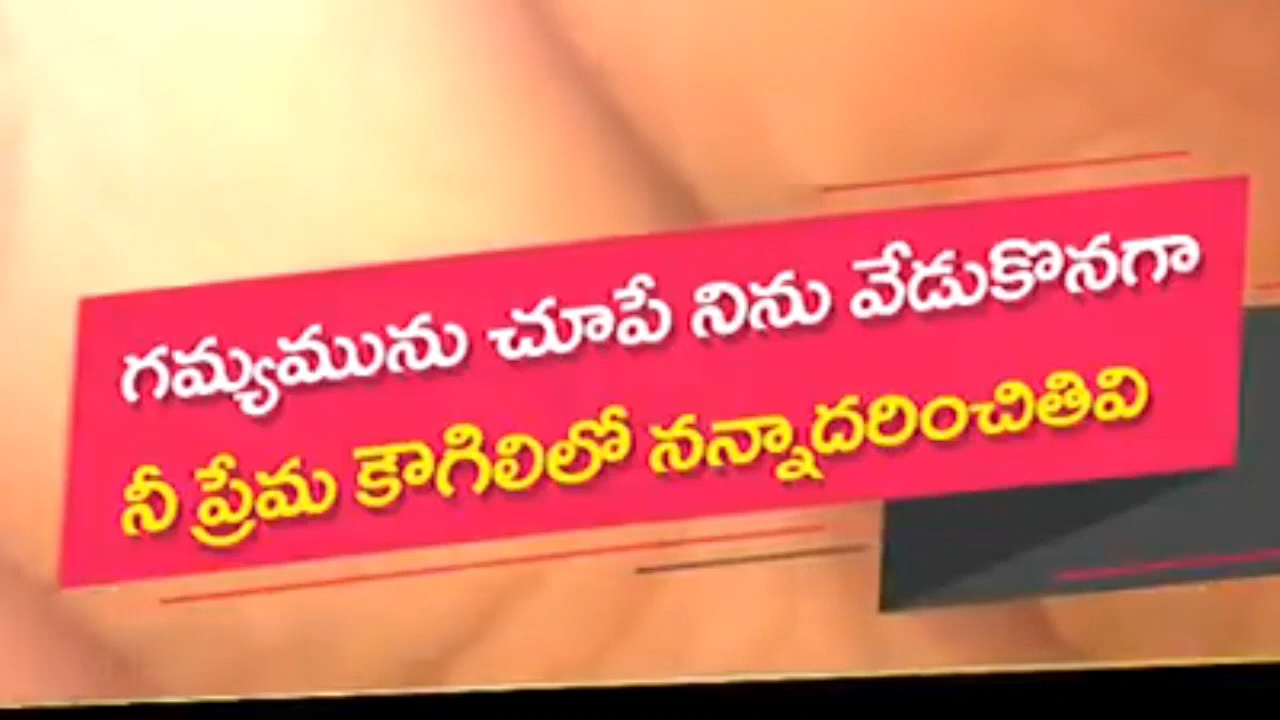 గమ్యమును చూపే నిను వేడుకొనగా
నీ ప్రేమ కౌగిలిలో నన్నాదరించితివి